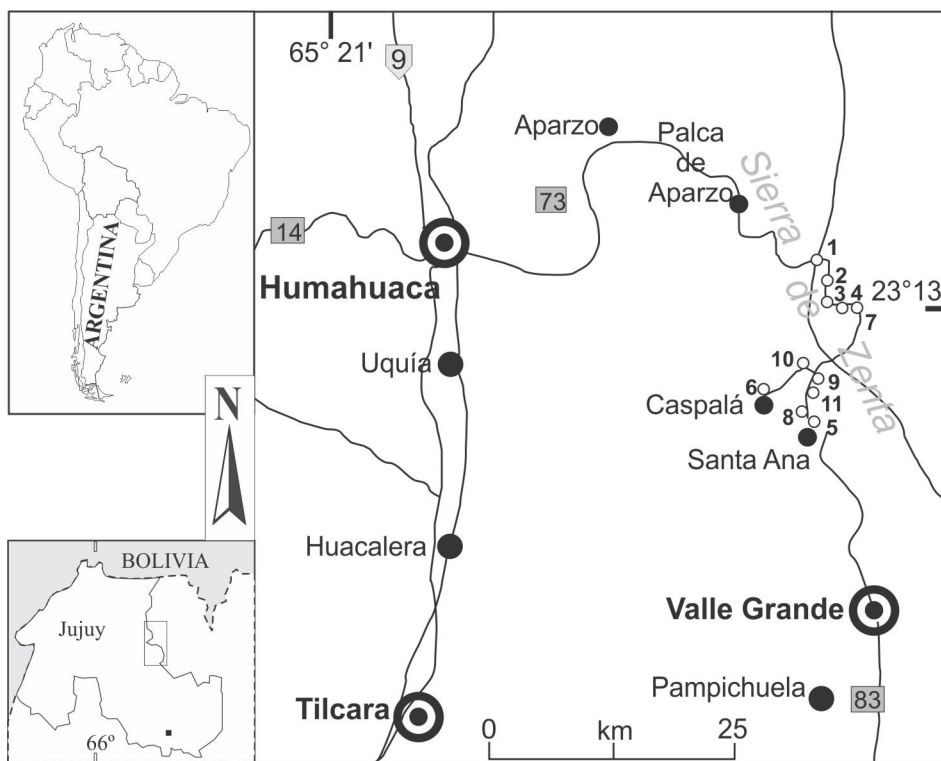 ARGENTINA
N
BOLIVIA
Jujuy
66º
65° 21'
9
Aparzo
Palca
de
Aparzo
73
14
Humahuaca
Sierra de Zenta
1
2
3
4
23°13
7
Uquía
10
9
6
11
Caspalá
8
5
Santa Ana
Huacalera
Valle Grande
Pampichuela
83
Tilcara
0
km
25